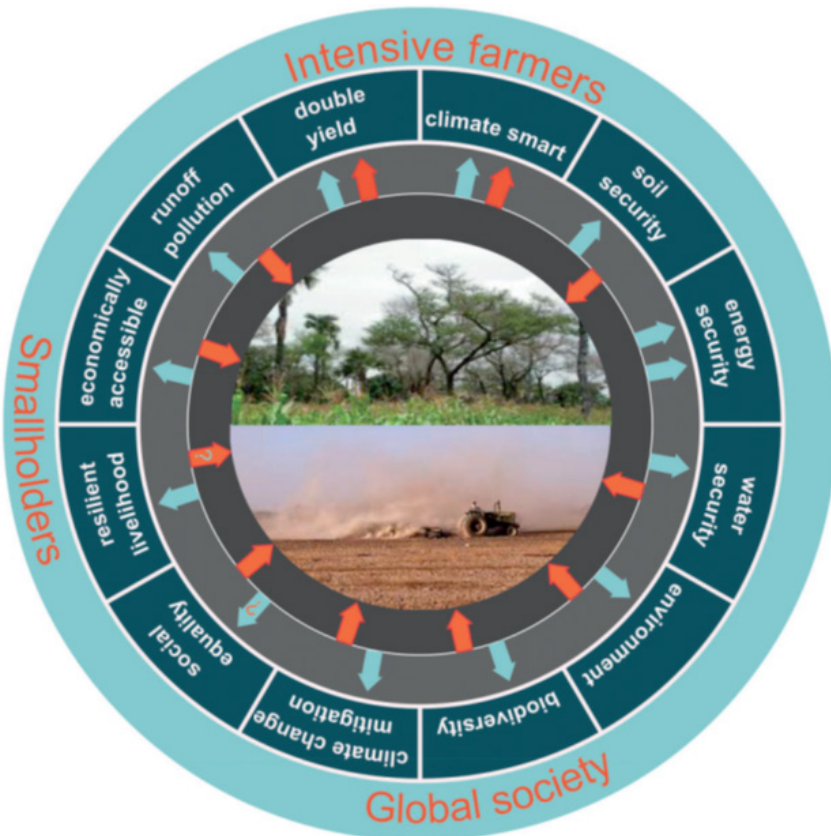 Intensive farmers
double
yield
climate smart
soil
security
energy
security
water
security
environment
biodiversity
climate change
mitigation
social
equality
resilient
livelihood
economically
accessible
runoff
pollution
Smallholders
Global society
?
?